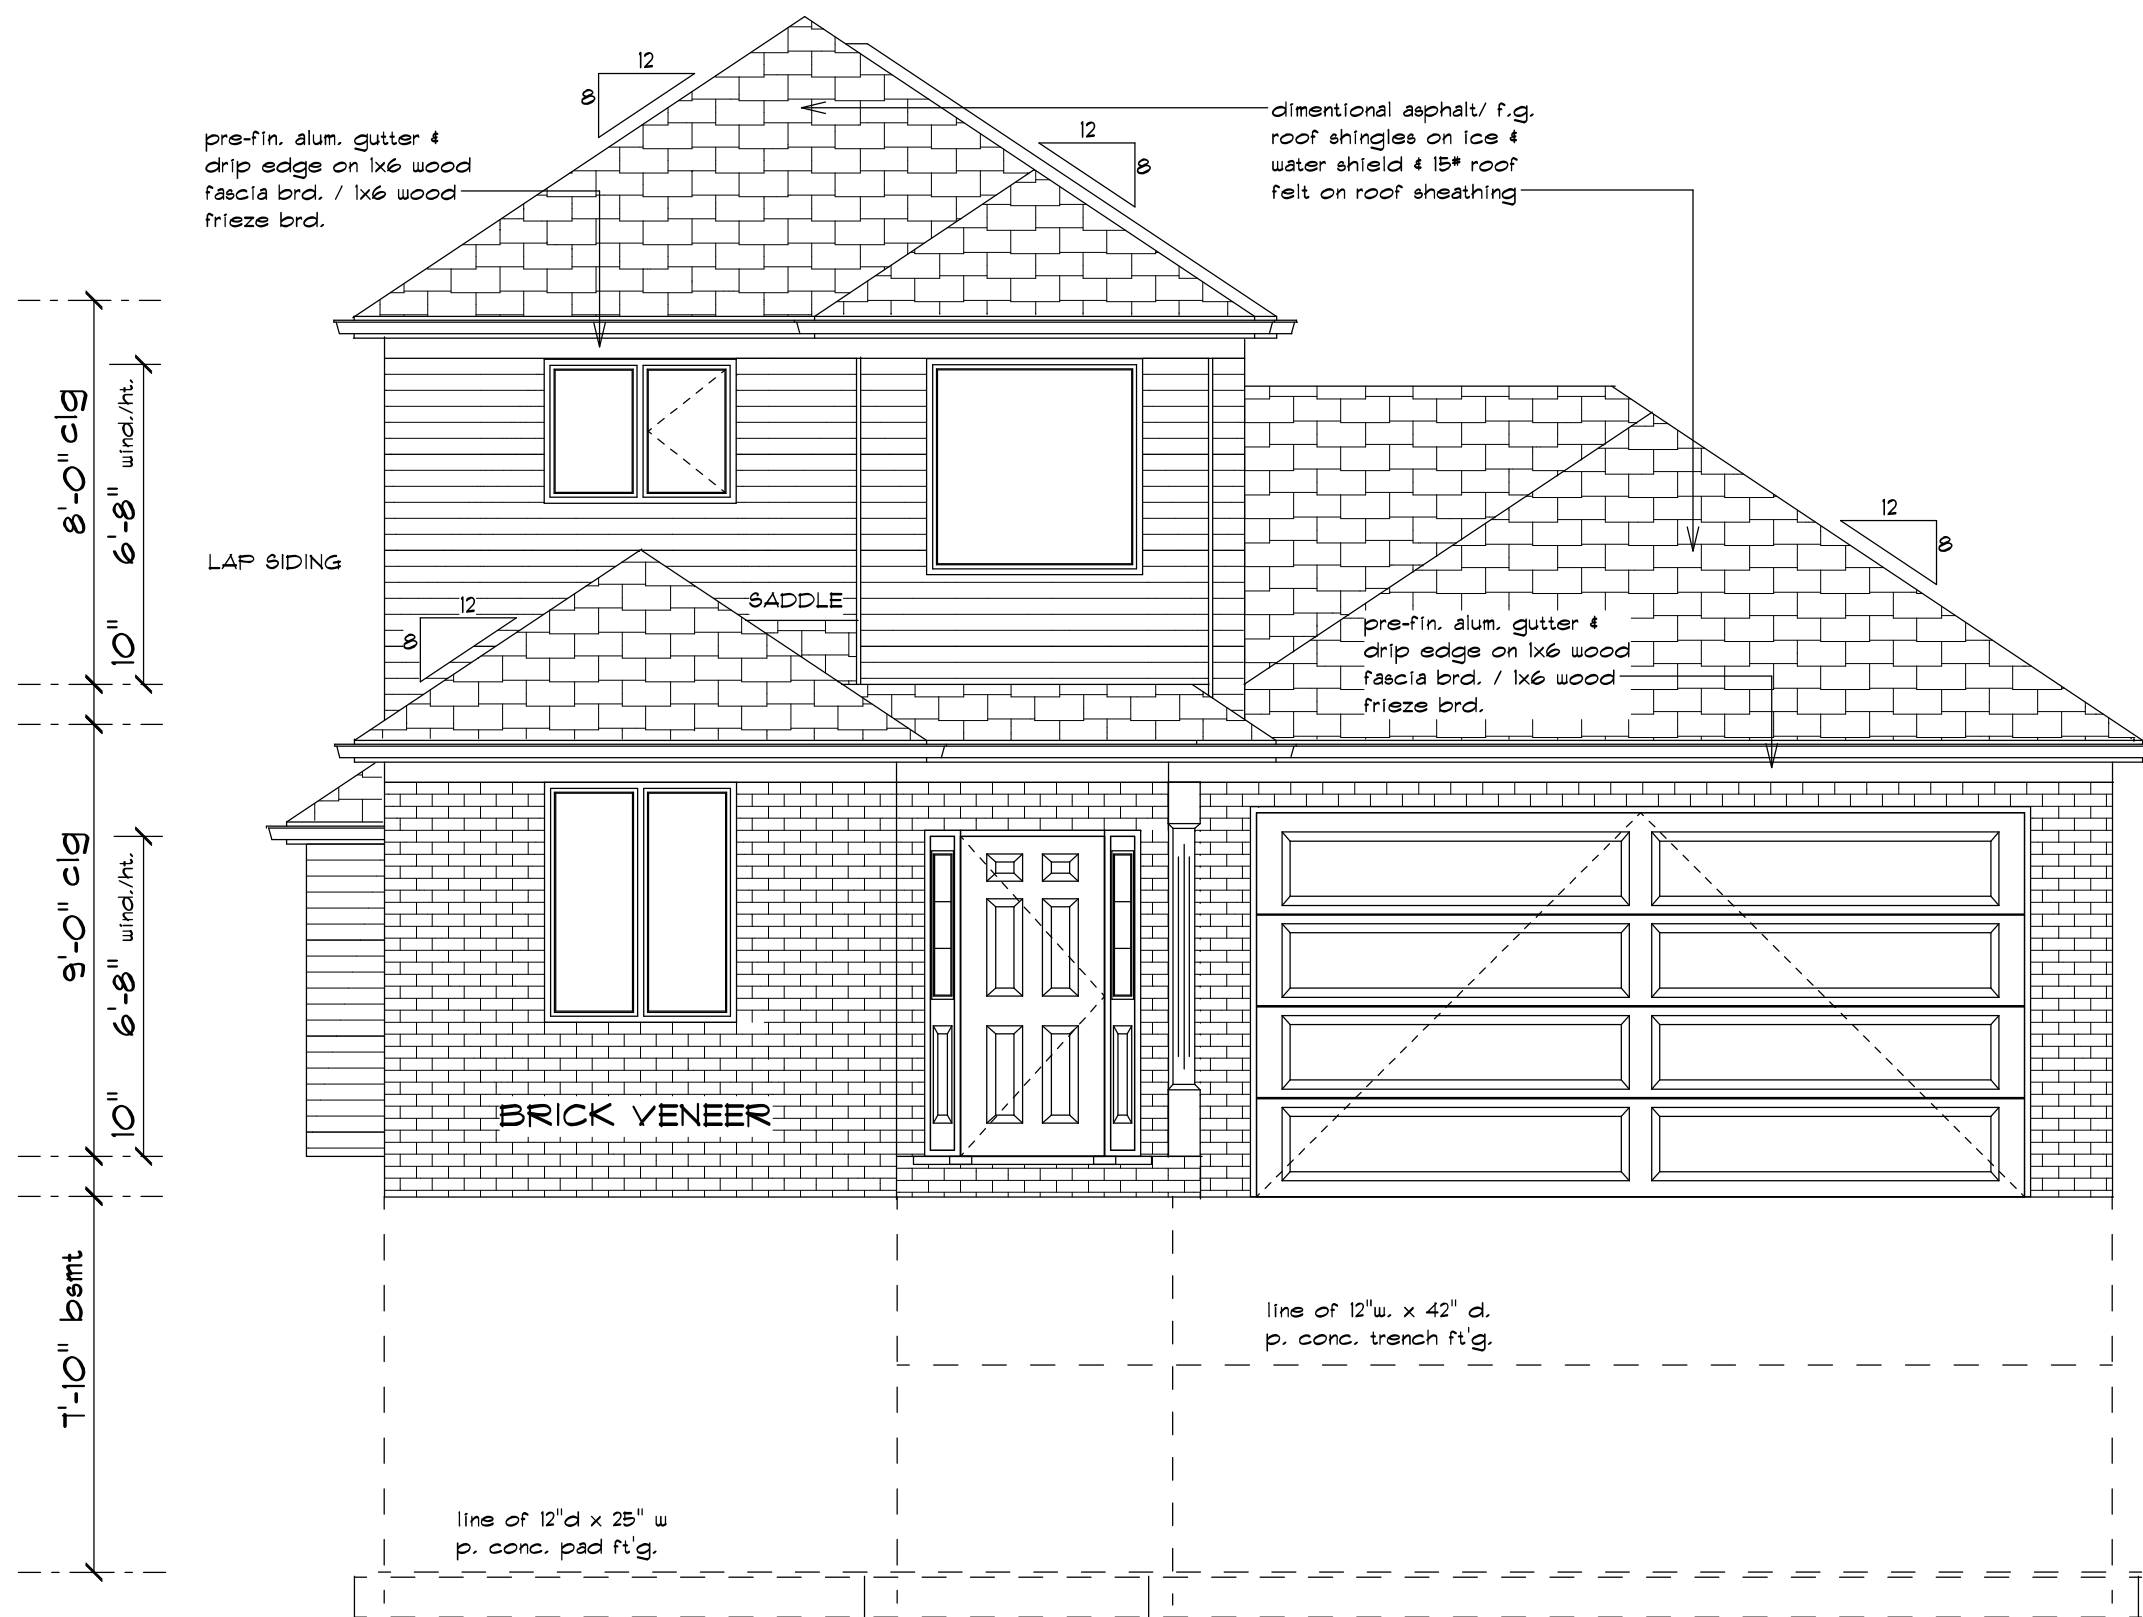 12
8
dimentional asphalt/ f.g.
roof shingles on ice &
water shield & 15# roof
felt on roof sheathing
pre-fin. alum. gutter &
drip edge on 1x6 wood
fascia brd. / 1x6 wood
frieze brd.
12
8
8'-0" clg
6'-8" wind./ht.
10"
LAP SIDING
12
8
SADDLE
12
8
pre-fin. alum. gutter &
drip edge on 1x6 wood
fascia brd. / 1x6 wood
frieze brd.
9'-0" clg
6'-8" wind./ht.
10"
BRICK VENEER
7'-10" bsmt
line of 12"w. x 42" d.
p. conc. trench ft'g.
line of 12"d x 25" w
p. conc. pad ft'g.